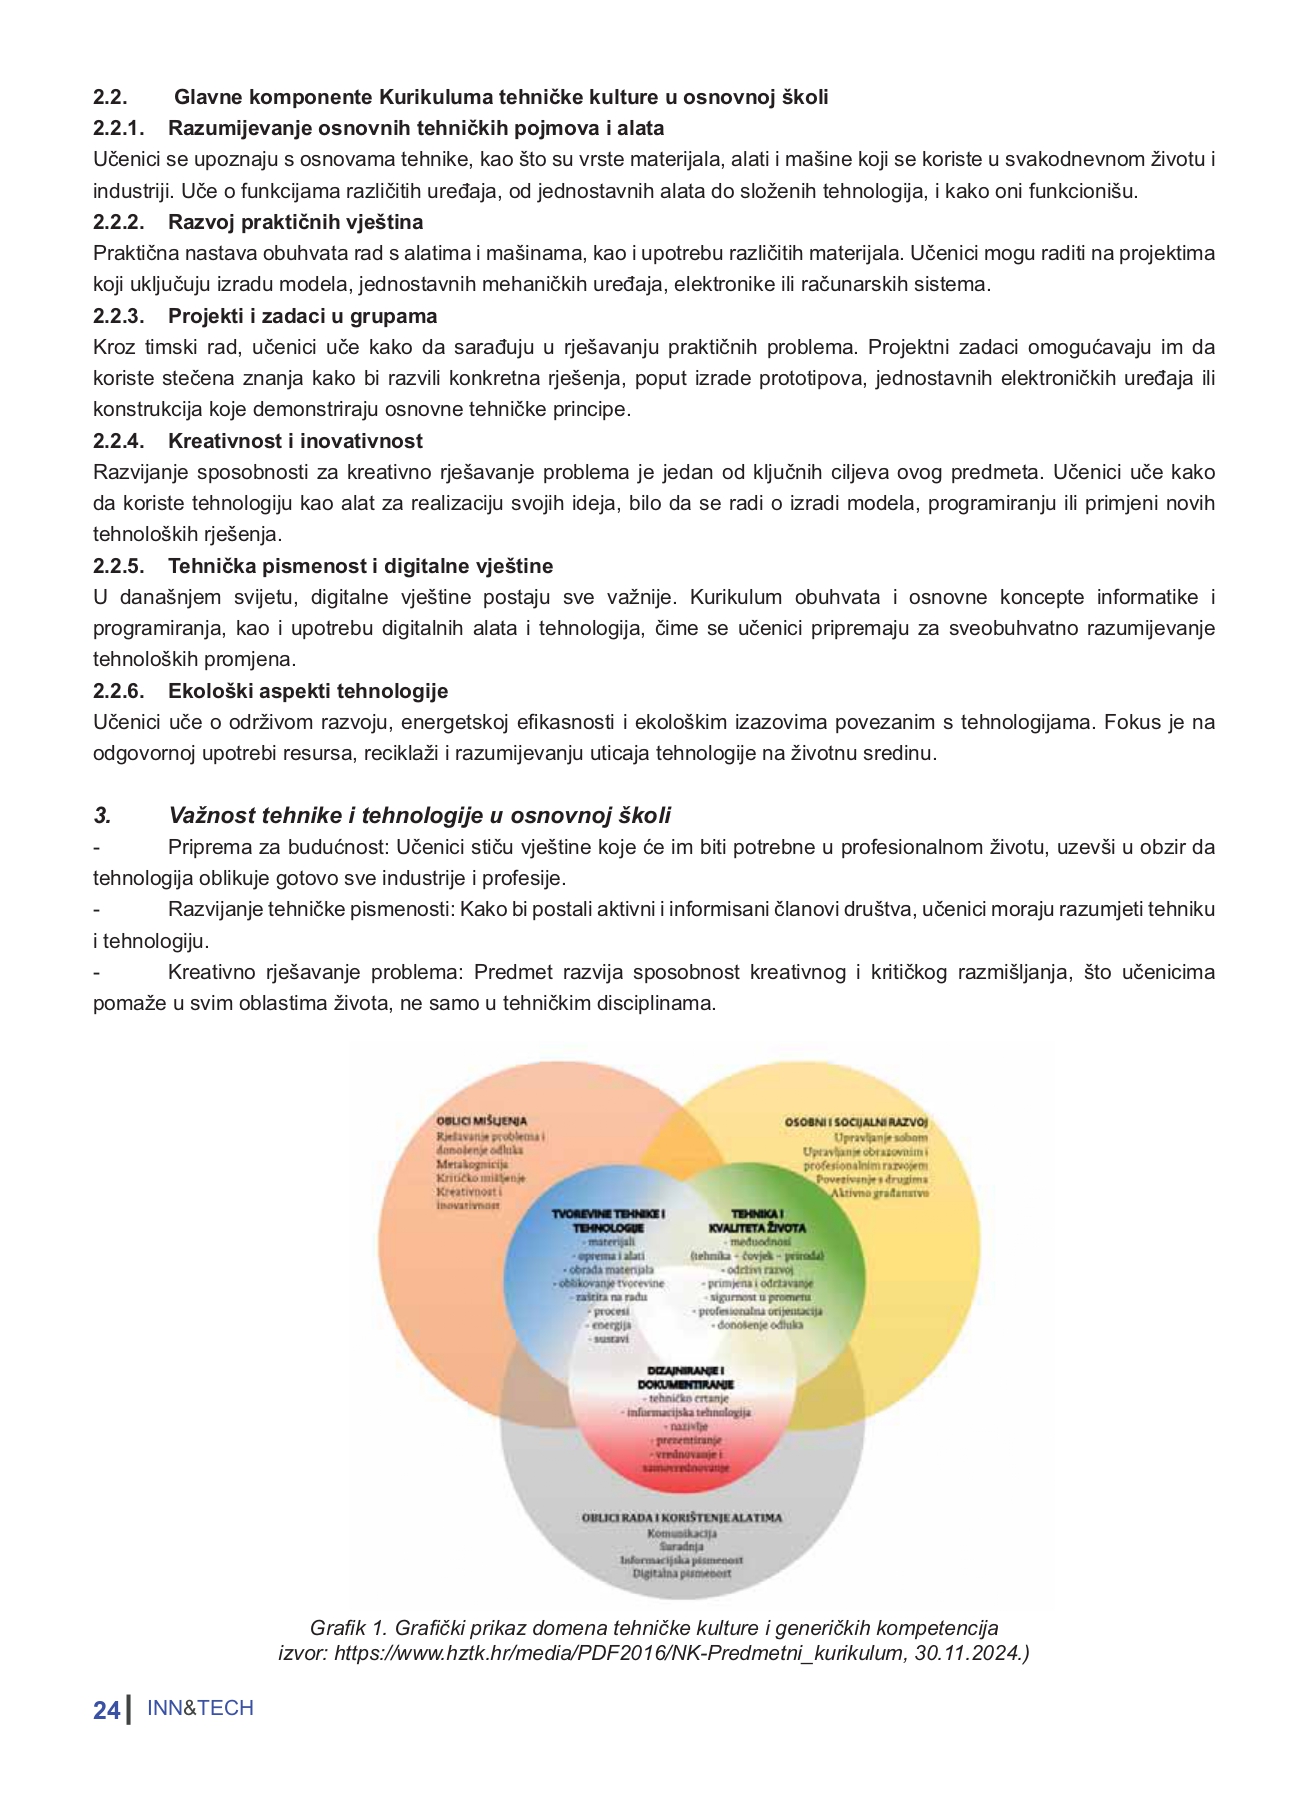 2.2. Glavne komponente Kurikuluma tehničke kulture u osnovnoj školi
2.2.1. Razumijevanje osnovnih tehničkih pojmova i alata
Učenici se upoznaju s osnovama tehnike, kao što su vrste materijala, alati i mašine koji se koriste u svakodnevnom životu i
industriji. Uče o funkcijama različitih uređaja, od jednostavnih alata do složenih tehnologija, i kako oni funkcionišu.
2.2.2. Razvoj praktičnih vještina
Praktična nastava obuhvata rad s alatima i mašinama, kao i upotrebu različitih materijala. Učenici mogu raditi na projektima
koji uključuju izradu modela, jednostavnih mehaničkih uređaja, elektronike ili računarskih sistema.
2.2.3. Projekti i zadaci u grupama
Kroz timski rad, učenici uče kako da sarađuju u rješavanju praktičnih problema. Projektni zadaci omogućavaju im da
koriste stečena znanja kako bi razvili konkretna rješenja, poput izrade prototipova, jednostavnih elektroničkih uređaja ili
konstrukcija koje demonstriraju osnovne tehničke principe.
2.2.4. Kreativnost i inovativnost
Razvijanje sposobnosti za kreativno rješavanje problema je jedan od ključnih ciljeva ovog predmeta. Učenici uče kako
da koriste tehnologiju kao alat za realizaciju svojih ideja, bilo da se radi o izradi modela, programiranju ili primjeni novih
tehnoloških rješenja.
2.2.5. Tehnička pismenost i digitalne vještine
U današnjem svijetu, digitalne vještine postaju sve važnije. Kurikulum obuhvata i osnovne koncepte informatike i
programiranja, kao i upotrebu digitalnih alata i tehnologija, čime se učenici pripremaju za sveobuhvatno razumijevanje
tehnoloških promjena.
2.2.6. Ekološki aspekti tehnologije
Učenici uče o održivom razvoju, energetskoj efikasnosti i ekološkim izazovima povezanim s tehnologijama. Fokus je na
odgovornoj upotrebi resursa, reciklaži i razumijevanju uticaja tehnologije na životnu sredinu.
3. Važnost tehnike i tehnologije u osnovnoj školi
- Priprema za budućnost: Učenici stiču vještine koje će im biti potrebne u profesionalnom životu, uzevši u obzir da
tehnologija oblikuje gotovo sve industrije i profesije.
- Razvijanje tehničke pismenosti: Kako bi postali aktivni i informisani članovi društva, učenici moraju razumjeti tehniku
i tehnologiju.
- Kreativno rješavanje problema: Predmet razvija sposobnost kreativnog i kritičkog razmišljanja, što učenicima
pomaže u svim oblastima života, ne samo u tehničkim disciplinama.
OBLICI MIŠLJENJA
Rješavanje problema i
donošenje odluka
Metakognicija
Kritičko mišljenje
Kreativnost i
inovativnost
OSOBNI I SOCIJALNI RAZVOJ
Upravljanje sobom
Upravljanje obrazovnim i
profesionalnim razvojem
Povezivanje s drugima
Aktivno građanstvo
TVOREVINE TEHNIKE I
TEHNOLOGIJE
- materijali
- oprema i alati
- obrada materijala
- oblikovanje tvorevine
- zaštita na radu
- procesi
- energija
- sustavi
TEHNIKA I
KVALITETA ŽIVOTA
- međuodnosi
(tehnika – čovjek – priroda)
- održivi razvoj
- primjena i održavanje
- sigurnost u prometu
- profesionalna orijentacija
- donošenje odluka
DIZAJNIRANJE I
DOKUMENTIRANJE
- tehničko crtanje
- informacijska tehnologija
- nazivlje
- prezentiranje
- vrednovanje i
samovrednovanje
OBLICI RADA I KORIŠTENJE ALATIMA
Komunikacija
Suradnja
Informacijska pismenost
Digitalna pismenost
Grafik 1. Grafički prikaz domena tehničke kulture i generičkih kompetencija
izvor: https://www.hztk.hr/media/PDF2016/NK-Predmetni_kurikulum, 30.11.2024.)
24 INN&TECH